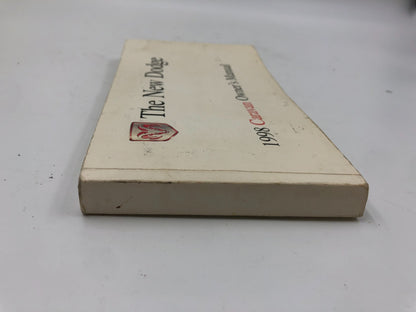 The New Dodge
1998 Caravan Owner's Manual